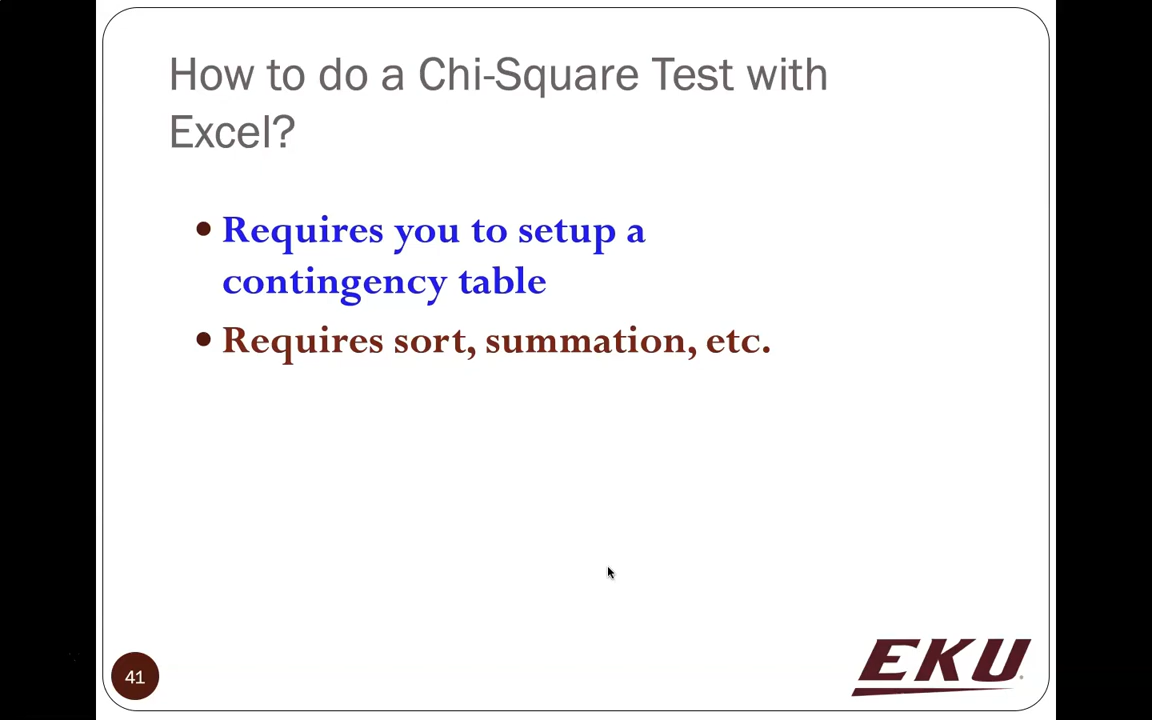 How to do a Chi-Square Test with
Excel?
• Requires you to setup a
contingency table
• Requires sort, summation, etc.
41
EKU